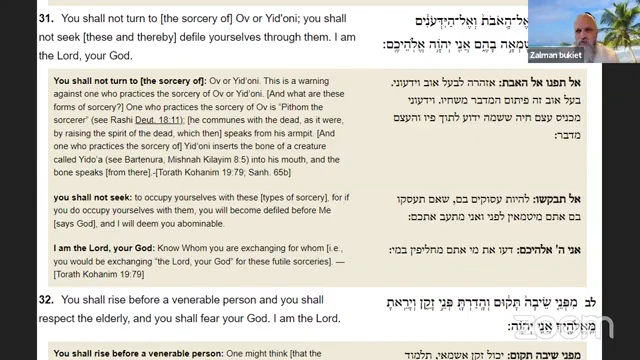 31. You shall not turn to [the sorcery of] Ov or Yid'oni; you shall
not seek [these and thereby] defile yourselves through them. I am
the Lord, your God.
אֶל־הָאֹבֹת֙ וְאֶל־הַיִּדְּעֹנִ֔ים
בָהֶ֑ם אֲנִ֖י יְהֹוָ֥ה אֱלֹֽהֵיכֶֽם:
Zalman bukiet
You shall not turn to [the sorcery of]: Ov or Yid'oni. This is a warning
against one who practices the sorcery of Ov or Yid'oni. [And what are these
forms of sorcery?] One who practices the sorcery of Ov is "Pithom the
sorcerer" (see Rashi Deut. 18:11); [he communes with the dead, as it were,
by raising the spirit of the dead, which then] speaks from his armpit. [And
one who practices the sorcery of] Yid'oni inserts the bone of a creature
called Yido'a (see Bartenura, Mishnah Kilayim 8:5) into his mouth, and the
bone speaks [from there].-[Torath Kohanim 19:79; Sanh. 65b]
אל תפנו אל האבת: אזהרה לבעל אוב וידעוני.
בעל אוב זה פיתום המדבר משחיו. וידעוני
מכניס עצם חיה ששמה ידוע לתוך פיו והעצם
מדבר:
you shall not seek: to occupy yourselves with these [types of sorcery], for if
you do occupy yourselves with them, you will become defiled before Me
[says God], and I will deem you abominable.
אל תבקשו: להיות עסוקים בם, שאם תעסקו
בם אתם מיטמאין לפני ואני מתעב אתכם:
I am the Lord, your God: Know Whom you are exchanging for whom [i.e.,
you would be exchanging "the Lord, your God" for these futile sorceries]. —
[Torath Kohanim 19:79]
אני ה' אלהיכם: דעו את מי אתם מחליפין במי:
32. You shall rise before a venerable person and you shall
respect the elderly, and you shall fear your God. I am the Lord.
לב מִפְּנֵ֤י שֵׂיבָה֙ תָּק֔וּם וְהָֽדַרְתָּ֖ פְּנֵ֣י זָקֵ֑ן וְיָרֵ֥אתָ
מֵּֽאֱלֹהֶ֖יךָ אֲנִ֥י יְהֹוָֽה:
zoom
You shall rise before a venerable person: One might think [that the
מפני שיבה תקום: יכול זקן אשמאי, תלמוד